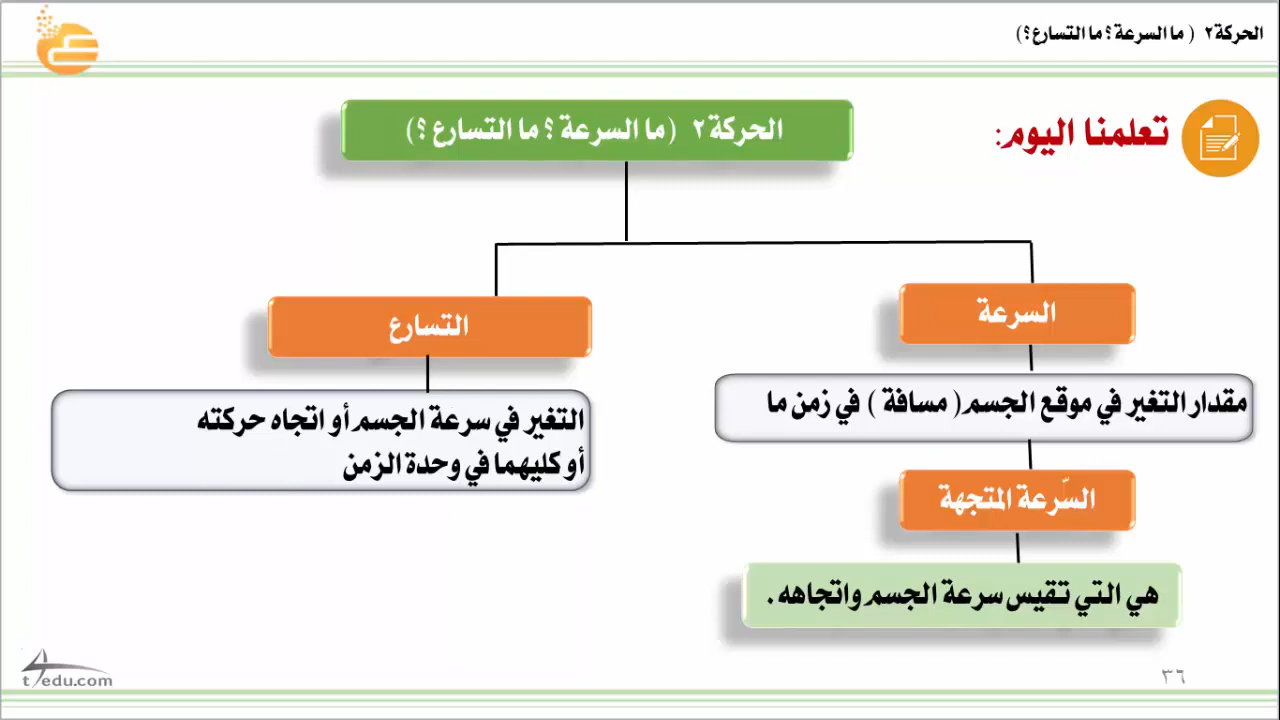 الحركة٢ ( ما السرعة ؟ ما التسارع ؟)
تعلمنا اليوم:
الحركة٢ (ما السرعة ؟ ما التسارع ؟)
السرعة
مقدار التغير في موقع الجسم( مسافة ) في زمن ما
السّرعة المتجهة
هي التي تقيس سرعة الجسم واتجاهه .
التسارع
التغير في سرعة الجسم أو اتجاه حركته
أو كليهما في وحدة الزمن
t4edu.com
٣٦